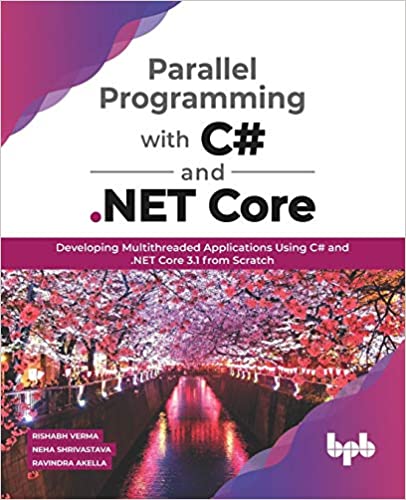 Parallel
Programming
with C#
and
.NET Core
Developing Multithreaded Applications Using C# and
.NET Core 3.1 from Scratch
RISHABH VERMA
NEHA SHRIVASTAVA
RAVINDRA AKELLA
bpb